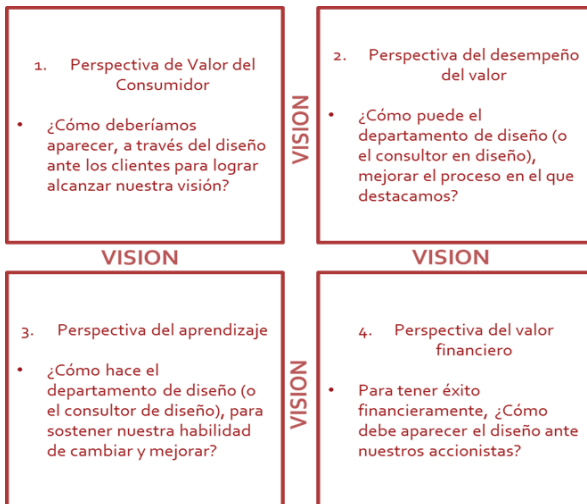 1. Perspectiva de Valor del
Consumidor
• ¿Cómo deberíamos
aparecer, a través del diseño
ante los clientes para lograr
alcanzar nuestra visión?
VISION
2. Perspectiva del desempeño
del valor
• ¿Cómo puede el
departamento de diseño (o
el consultor en diseño),
mejorar el proceso en el que
destacamos?
VISION
VISION
3. Perspectiva del aprendizaje
• ¿Cómo hace el
departamento de diseño (o
el consultor de diseño), para
sostener nuestra habilidad
de cambiar y mejorar?
VISION
4. Perspectiva del valor
financiero
• Para tener éxito
financieramente, ¿Cómo
debe aparecer el diseño ante
nuestros accionistas?